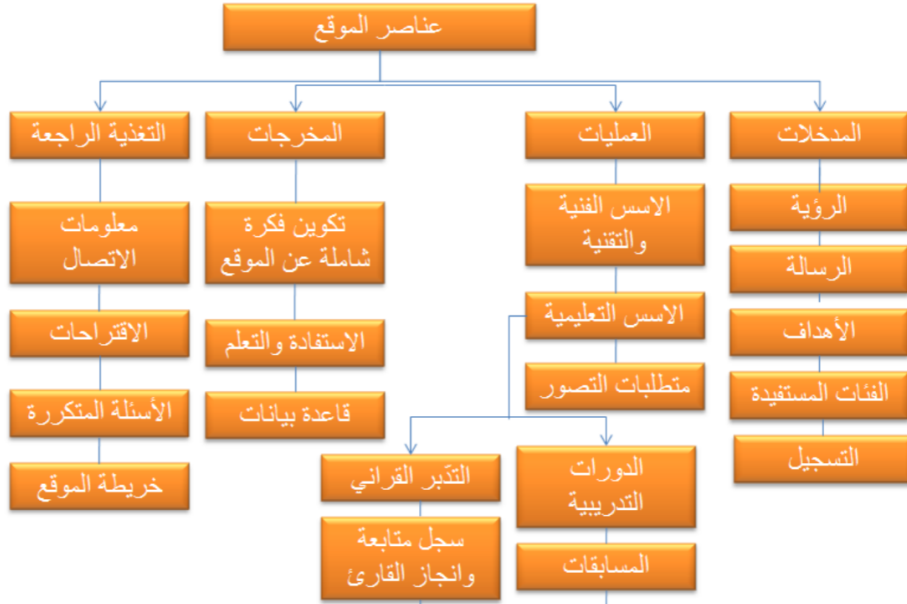 عناصر الموقع
المدخلات
العمليات
المخرجات
التغذية الراجعة
الرؤية
الرسالة
الأهداف
الفئات المستفيدة
التسجيل
الاسس الفنية
والتقنية
الاسس التعليمية
متطلبات التصور
الدورات
التدريبية
المسابقات
التدّبر القراني
سجل متابعة
وانجاز القارئ
تكوين فكرة
شاملة عن الموقع
الاستفادة والتعلم
قاعدة بيانات
معلومات
الاتصال
الاقتراحات
الأسئلة المتكررة
خريطة الموقع